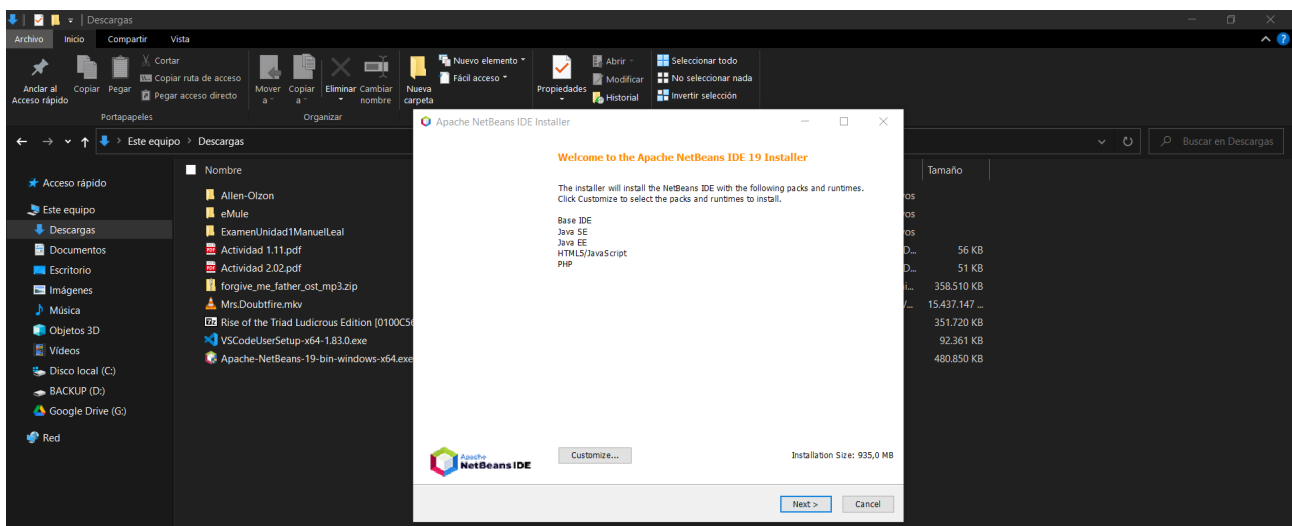 Descargas
Archivo Inicio Compartir Vista
Anclar al Acceso rápido
Copiar
Pegar
Cortar
Copiar ruta de acceso
Pegar acceso directo
Portapapeles
Mover a
Copiar a
Eliminar
Cambiar nombre
Organizar
Nueva carpeta
Nuevo elemento
Fácil acceso
Propiedades
Abrir
Modificar
Historial
Seleccionar todo
No seleccionar nada
Invertir selección
Este equipo > Descargas
Buscar en Descargas
Acceso rápido
Este equipo
Descargas
Documentos
Escritorio
Imágenes
Música
Objetos 3D
Vídeos
Disco local (C:)
BACKUP (D:)
Google Drive (G:)
Red
Nombre
Allen-Olzon
eMule
ExamenUnidad1ManuelLeal
Actividad 1.11.pdf
Actividad 2.02.pdf
forgive_me_father_ost_mp3.zip
Mrs.Doubtfire.mkv
Rise of the Triad Ludicrous Edition [0100C56
VSCodeUserSetup-x64-1.83.0.exe
Apache-NetBeans-19-bin-windows-x64.exe
Apache NetBeans IDE Installer
Welcome to the Apache NetBeans IDE 19 Installer
The installer will install the NetBeans IDE with the following packs and runtimes.
Click Customize to select the packs and runtimes to install.
Base IDE
Java SE
Java EE
HTML5/JavaScript
PHP
Apache
NetBeans IDE
Customize...
Installation Size: 935,0 MB
Next >
Cancel
Tamaño
56 KB
51 KB
358.510 KB
15.437.147 ...
351.720 KB
92.361 KB
480.850 KB